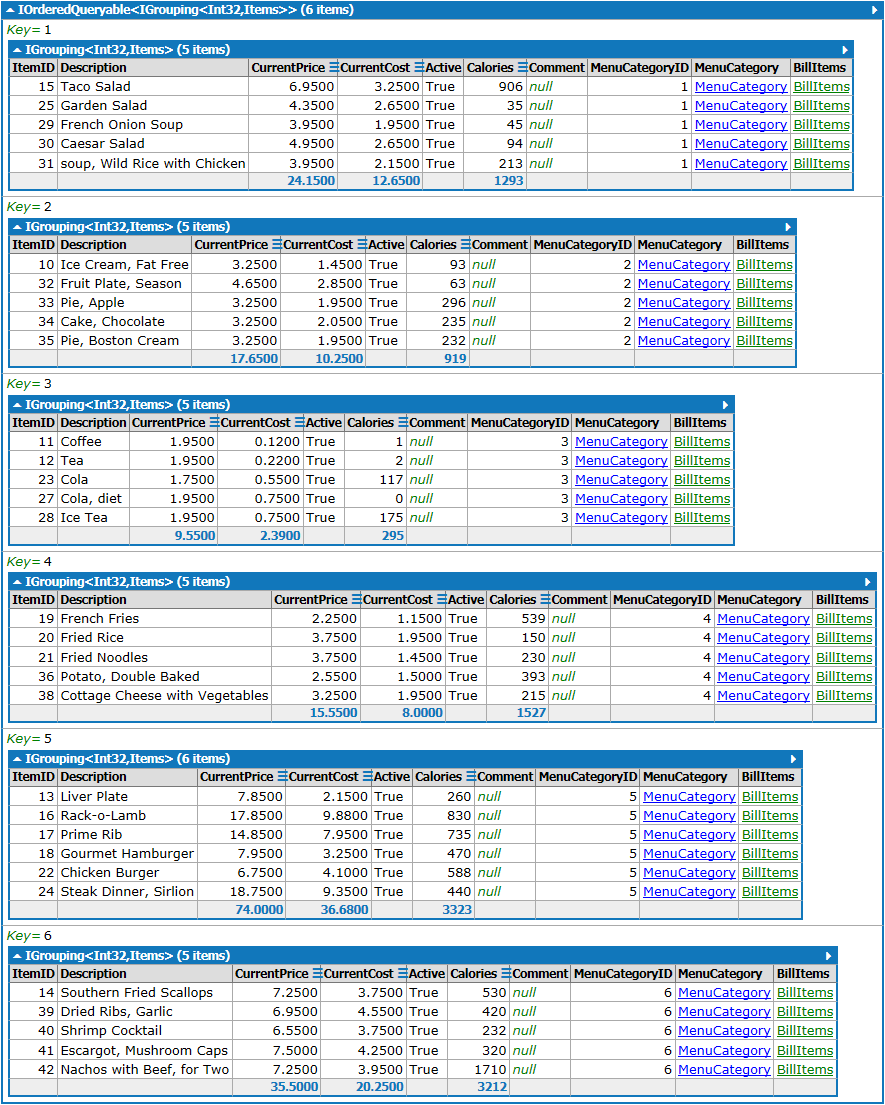 IOrderedQueryable<IGrouping<Int32,Items>> (6 items)
Key= 1
IGrouping<Int32,Items> (5 items)
ItemID Description CurrentPrice CurrentCost Active Calories Comment MenuCategoryID MenuCategory BillItems
15 Taco Salad 6.9500 3.2500 True 906 null 1 MenuCategory BillItems
25 Garden Salad 4.3500 2.6500 True 35 null 1 MenuCategory BillItems
29 French Onion Soup 3.9500 1.9500 True 45 null 1 MenuCategory BillItems
30 Caesar Salad 4.9500 2.6500 True 94 null 1 MenuCategory BillItems
31 soup, Wild Rice with Chicken 3.9500 2.1500 True 213 null 1 MenuCategory BillItems
24.1500 12.6500 1293
Key= 2
IGrouping<Int32,Items> (5 items)
ItemID Description CurrentPrice CurrentCost Active Calories Comment MenuCategoryID MenuCategory BillItems
10 Ice Cream, Fat Free 3.2500 1.4500 True 93 null 2 MenuCategory BillItems
32 Fruit Plate, Season 4.6500 2.8500 True 63 null 2 MenuCategory BillItems
33 Pie, Apple 3.2500 1.9500 True 296 null 2 MenuCategory BillItems
34 Cake, Chocolate 3.2500 2.0500 True 235 null 2 MenuCategory BillItems
35 Pie, Boston Cream 3.2500 1.9500 True 232 null 2 MenuCategory BillItems
17.6500 10.2500 919
Key= 3
IGrouping<Int32,Items> (5 items)
ItemID Description CurrentPrice CurrentCost Active Calories Comment MenuCategoryID MenuCategory BillItems
11 Coffee 1.9500 0.1200 True 1 null 3 MenuCategory BillItems
12 Tea 1.9500 0.2200 True 2 null 3 MenuCategory BillItems
23 Cola 1.7500 0.5500 True 117 null 3 MenuCategory BillItems
27 Cola, diet 1.9500 0.7500 True 0 null 3 MenuCategory BillItems
28 Ice Tea 1.9500 0.7500 True 175 null 3 MenuCategory BillItems
9.5500 2.3900 295
Key= 4
IGrouping<Int32,Items> (5 items)
ItemID Description CurrentPrice CurrentCost Active Calories Comment MenuCategoryID MenuCategory BillItems
19 French Fries 2.2500 1.1500 True 539 null 4 MenuCategory BillItems
20 Fried Rice 3.7500 1.9500 True 150 null 4 MenuCategory BillItems
21 Fried Noodles 3.7500 1.4500 True 230 null 4 MenuCategory BillItems
36 Potato, Double Baked 2.5500 1.5000 True 393 null 4 MenuCategory BillItems
38 Cottage Cheese with Vegetables 3.2500 1.9500 True 215 null 4 MenuCategory BillItems
15.5500 8.0000 1527
Key= 5
IGrouping<Int32,Items> (6 items)
ItemID Description CurrentPrice CurrentCost Active Calories Comment MenuCategoryID MenuCategory BillItems
13 Liver Plate 7.8500 2.1500 True 260 null 5 MenuCategory BillItems
16 Rack-o-Lamb 17.8500 9.8800 True 830 null 5 MenuCategory BillItems
17 Prime Rib 14.8500 7.9500 True 735 null 5 MenuCategory BillItems
18 Gourmet Hamburger 7.9500 3.2500 True 470 null 5 MenuCategory BillItems
22 Chicken Burger 6.7500 4.1000 True 588 null 5 MenuCategory BillItems
24 Steak Dinner, Sirlion 18.7500 9.3500 True 440 null 5 MenuCategory BillItems
74.0000 36.6800 3323
Key= 6
IGrouping<Int32,Items> (5 items)
ItemID Description CurrentPrice CurrentCost Active Calories Comment MenuCategoryID MenuCategory BillItems
14 Southern Fried Scallops 7.2500 3.7500 True 530 null 6 MenuCategory BillItems
39 Dried Ribs, Garlic 6.9500 4.5500 True 420 null 6 MenuCategory BillItems
40 Shrimp Cocktail 6.5500 3.7500 True 232 null 6 MenuCategory BillItems
41 Escargot, Mushroom Caps 7.5000 4.2500 True 320 null 6 MenuCategory BillItems
42 Nachos with Beef, for Two 7.2500 3.9500 True 1710 null 6 MenuCategory BillItems
35.5000 20.2500 3212